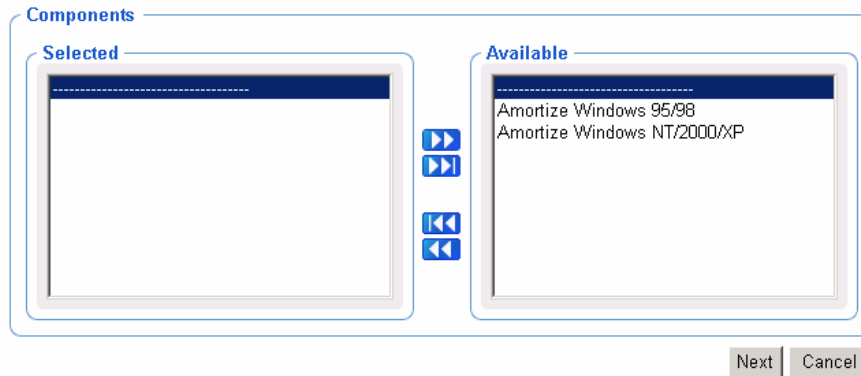 Components
Selected
Available
-----------------------------------
-----------------------------------
Amortize Windows 95/98
Amortize Windows NT/2000/XP
Next
Cancel